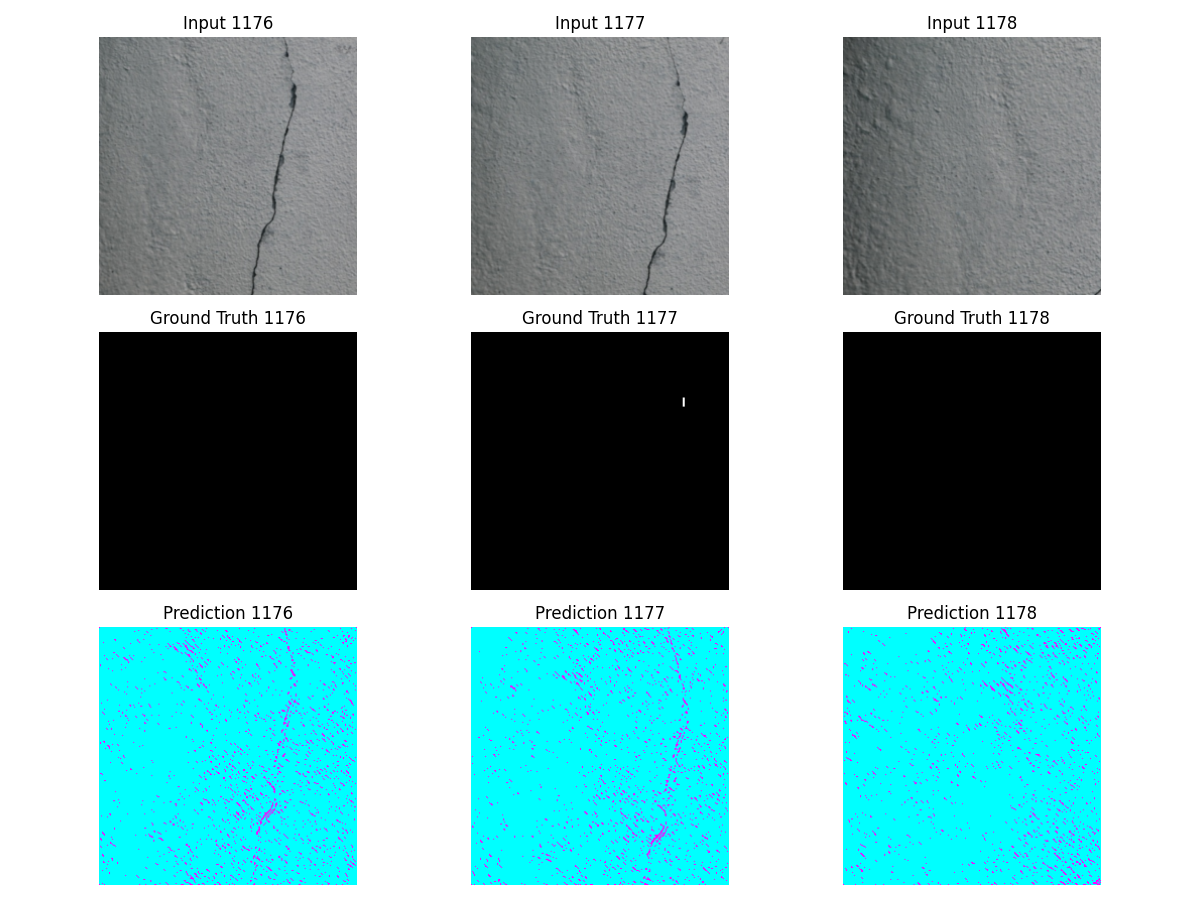 Input 1176
Input 1177
Input 1178
Ground Truth 1176
Ground Truth 1177
Ground Truth 1178
Prediction 1176
Prediction 1177
Prediction 1178